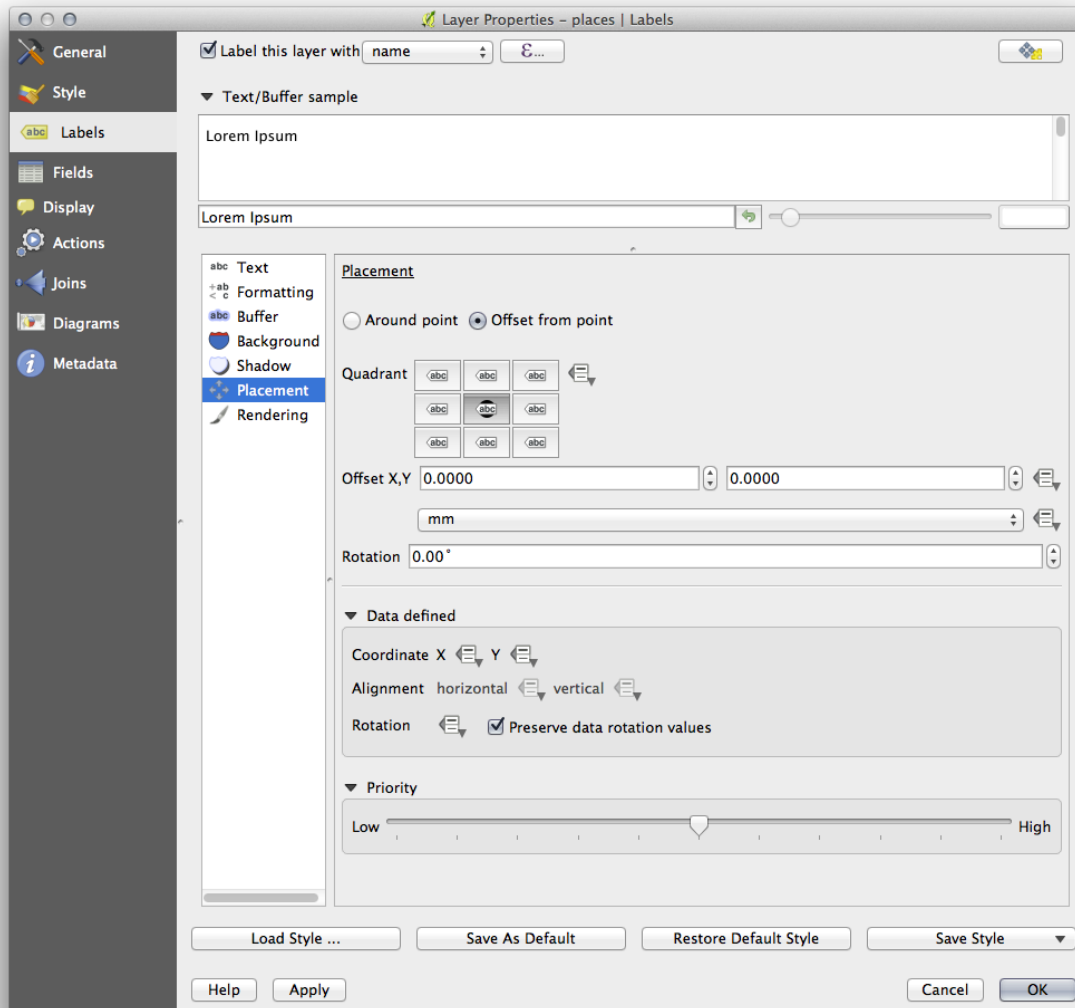 Layer Properties – places | Labels
General
Style
abc Labels
Fields
Display
Actions
Joins
Diagrams
Metadata
Label this layer with name ε...
Text/Buffer sample
Lorem Ipsum
Lorem Ipsum
abc Text
+ab < c Formatting
abc Buffer
Background
Shadow
Placement
Rendering
Placement
Around point Offset from point
Quadrant abc abc abc
abc abc abc
abc abc abc
Offset X,Y 0.0000 0.0000
mm
Rotation 0.00°
Data defined
Coordinate X Y
Alignment horizontal vertical
Rotation Preserve data rotation values
Priority
Low High
Load Style ... Save As Default Restore Default Style Save Style
Help Apply Cancel OK